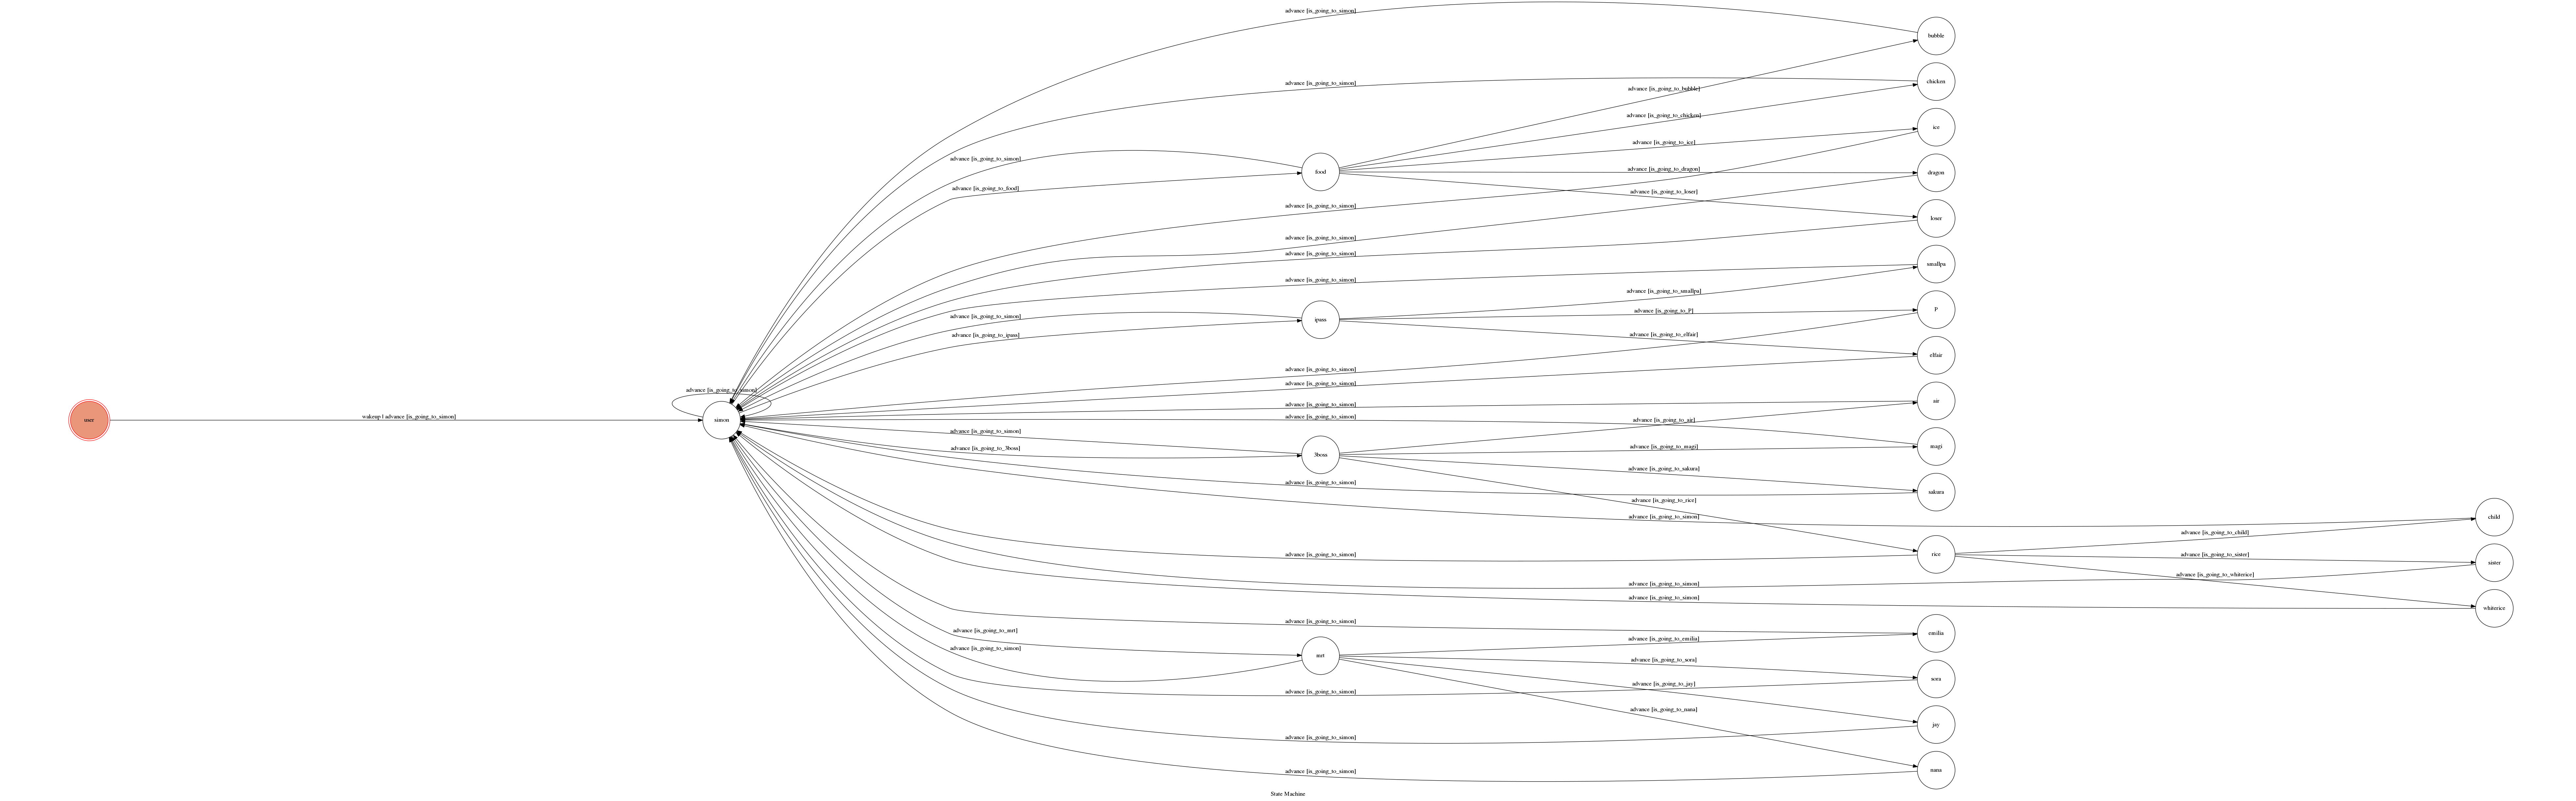 advance [is_going_to_simon]
bubble
chicken
advance [is_going_to_simon]
advance [is_going_to_bubble]
advance [is_going_to_chicken]
ice
advance [is_going_to_ice]
advance [is_going_to_simon]
food
advance [is_going_to_dragon]
dragon
advance [is_going_to_food]
advance [is_going_to_loser]
advance [is_going_to_simon]
loser
advance [is_going_to_simon]
advance [is_going_to_simon]
smallpa
advance [is_going_to_simon]
advance [is_going_to_smallpa]
advance [is_going_to_P]
P
advance [is_going_to_simon]
ipass
advance [is_going_to_ipass]
advance [is_going_to_elfair]
elfair
advance [is_going_to_simon]
advance [is_going_to_simon]
advance [is_going_to_simon]
air
advance [is_going_to_simon]
advance [is_going_to_simon]
user
wakeup | advance [is_going_to_simon]
simon
advance [is_going_to_air]
advance [is_going_to_simon]
advance [is_going_to_3boss]
3boss
advance [is_going_to_magi]
magi
advance [is_going_to_sakura]
advance [is_going_to_simon]
sakura
advance [is_going_to_rice]
advance [is_going_to_simon]
child
advance [is_going_to_child]
advance [is_going_to_simon]
rice
advance [is_going_to_sister]
sister
advance [is_going_to_whiterice]
advance [is_going_to_simon]
advance [is_going_to_simon]
whiterice
advance [is_going_to_simon]
advance [is_going_to_mrt]
advance [is_going_to_emilia]
emilia
advance [is_going_to_simon]
mrt
advance [is_going_to_sora]
sora
advance [is_going_to_jay]
advance [is_going_to_simon]
advance [is_going_to_nana]
jay
advance [is_going_to_simon]
advance [is_going_to_simon]
nana
State Machine